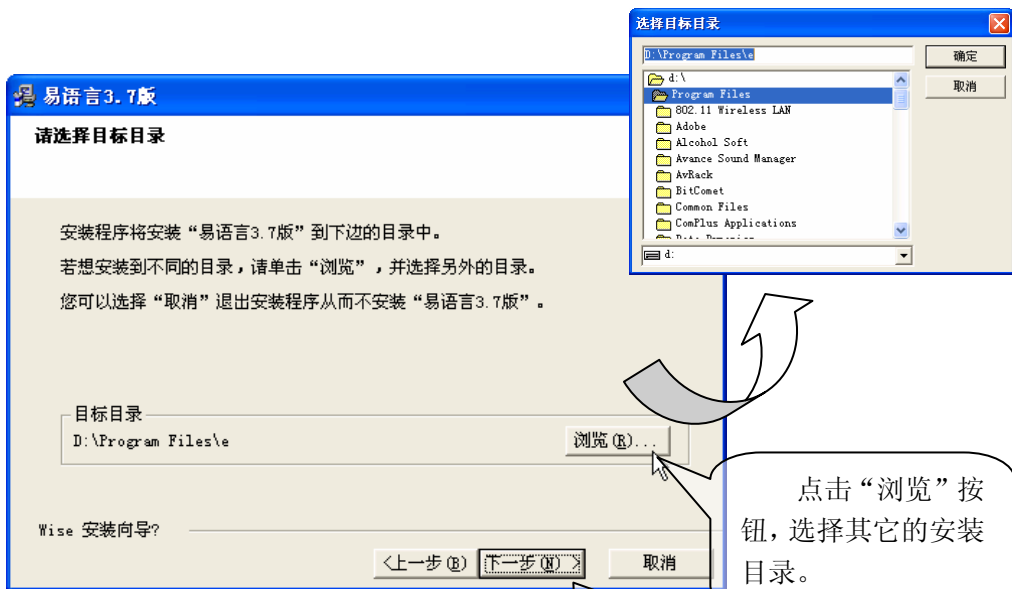 选择目标目录
D:\Program Files\e
确定
取消
d:\
Program Files
802.11 Wireless LAN
Adobe
Alcohol Soft
Avance Sound Manager
AvRack
BitComet
Common Files
ComPlus Applications
d:
易语言3.7版
请选择目标目录
安装程序将安装“易语言3.7版”到下边的目录中。
若想安装到不同的目录，请单击“浏览”，并选择另外的目录。
您可以选择“取消”退出安装程序从而不安装“易语言3.7版”。
目标目录
D:\Program Files\e
浏览(R)...
Wise 安装向导?
<上一步(B)
下一步(N) >
取消
点击“浏览”按
钮，选择其它的安装
目录。